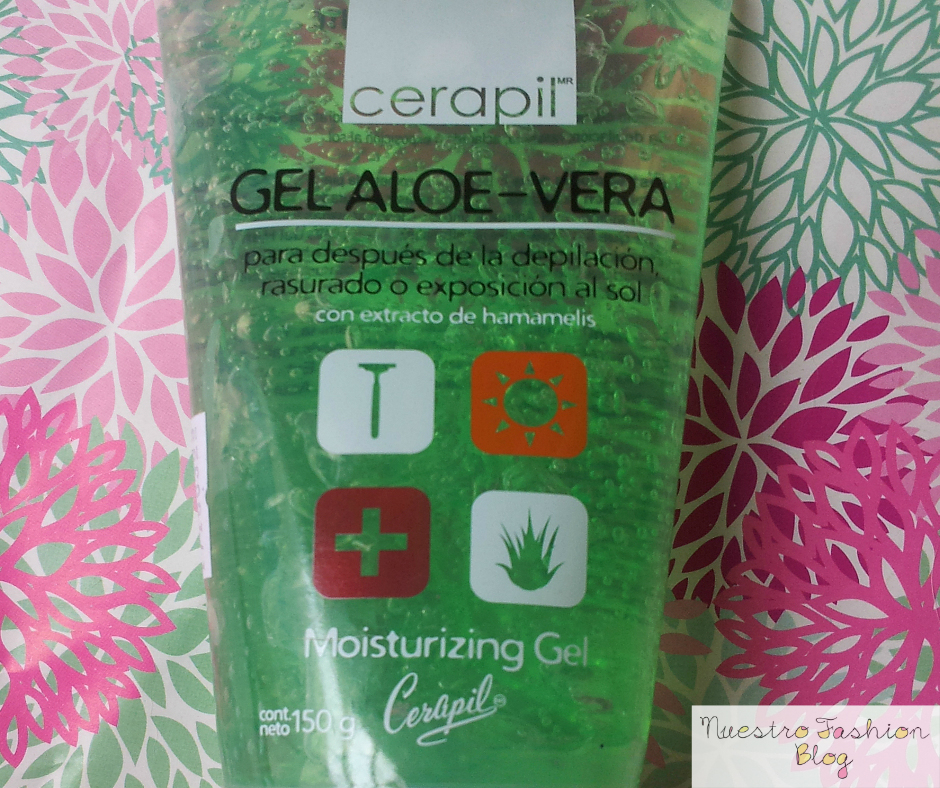 cerapil MR
GEL ALOE-VERA
para después de la depilación,
rasurado o exposición al sol
con extracto de hamamelis
Moisturizing Gel
Cerapil
cont. neto 150 g
Nuestro Fashion
Blog